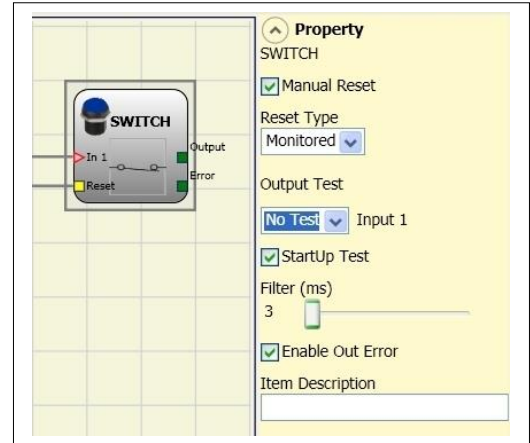 SWITCH
In 1
Output
Reset
Error
Property
SWITCH
Manual Reset
Reset Type
Monitored
Output Test
No Test Input 1
StartUp Test
Filter (ms)
3
Enable Out Error
Item Description